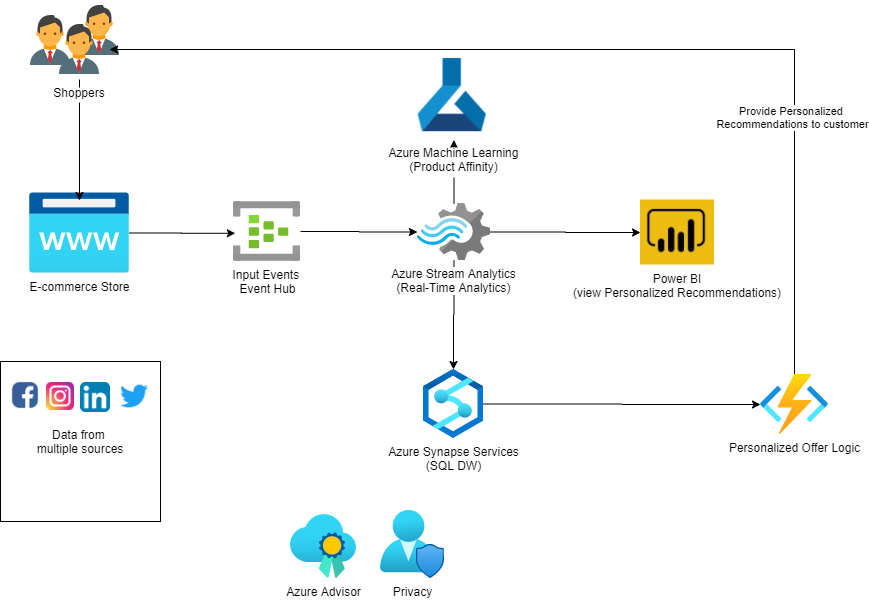 Shoppers
Provide Personalized
Recommendations to customer
Azure Machine Learning
(Product Affinity)
www
E-commerce Store
Input Events
Event Hub
Azure Stream Analytics
(Real-Time Analytics)
Power BI
(view Personalized Recommendations)
f
in
Data from
multiple sources
Azure Synapse Services
(SQL DW)
Personalized Offer Logic
Azure Advisor
Privacy